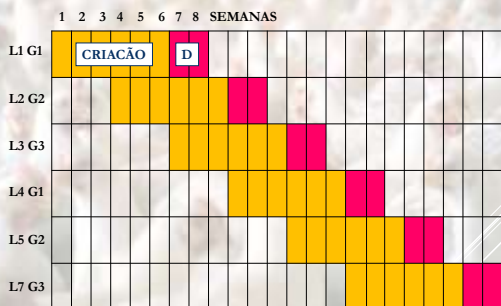 1 2 3 4 5 6 7 8 SEMANAS
L1 G1 CRIACÃO D
L2 G2
L3 G3
L4 G1
L5 G2
L7 G3